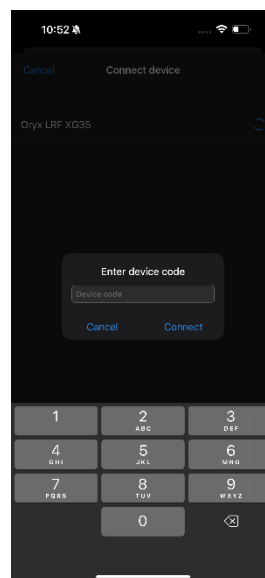 10:52
Cancel Connect device
Oryx LRF XG35
Enter device code
Device code
Cancel Connect
1 2 3
ABC DEF
4 5 6
GHI JKL MNO
7 8 9
PQRS TUV WXYZ
0